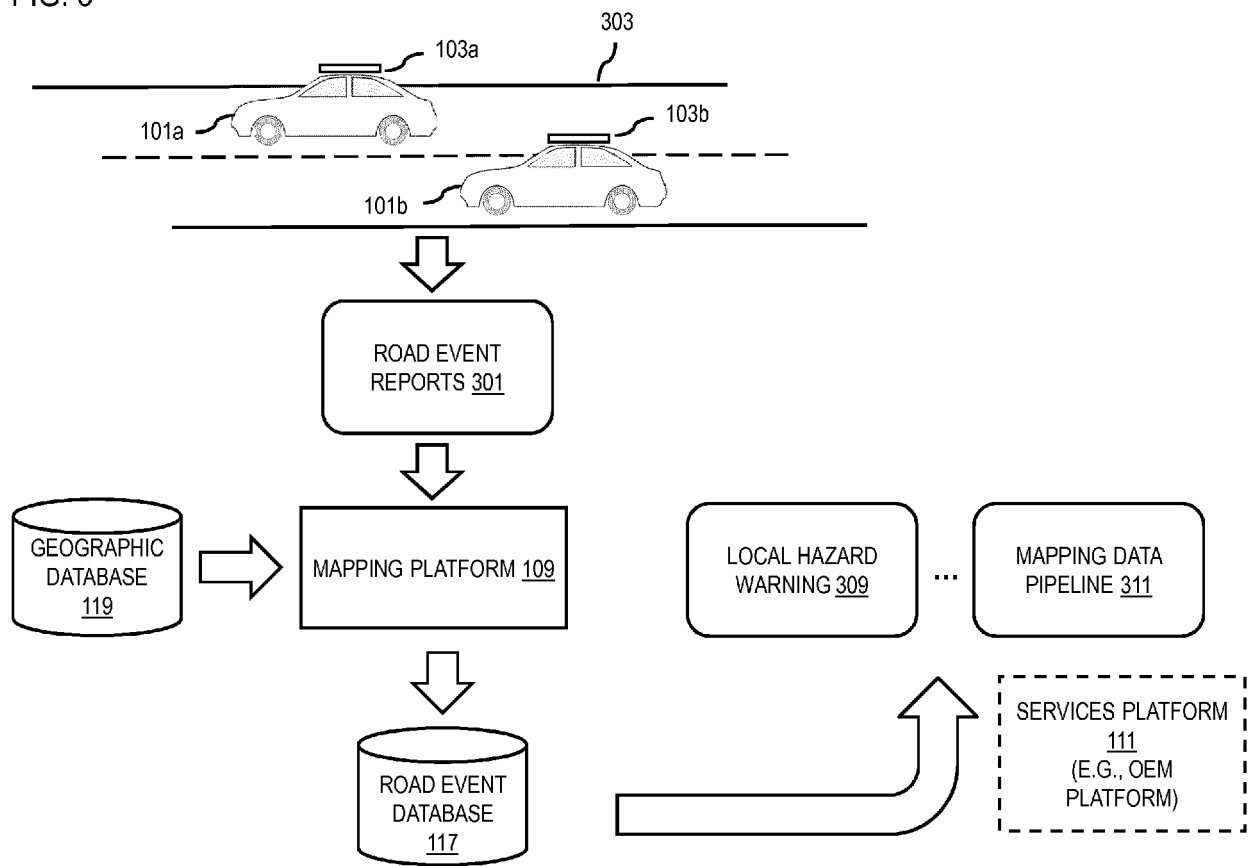 FIG.
303
103a
103b
101a
101b
ROAD EVENT
REPORTS 301
GEOGRAPHIC
DATABASE
119
MAPPING PLATFORM 109
LOCAL HAZARD
WARNING 309
...
MAPPING DATA
PIPELINE 311
SERVICES PLATFORM
111
(E.G., OEM
PLATFORM)
ROAD EVENT
DATABASE
117